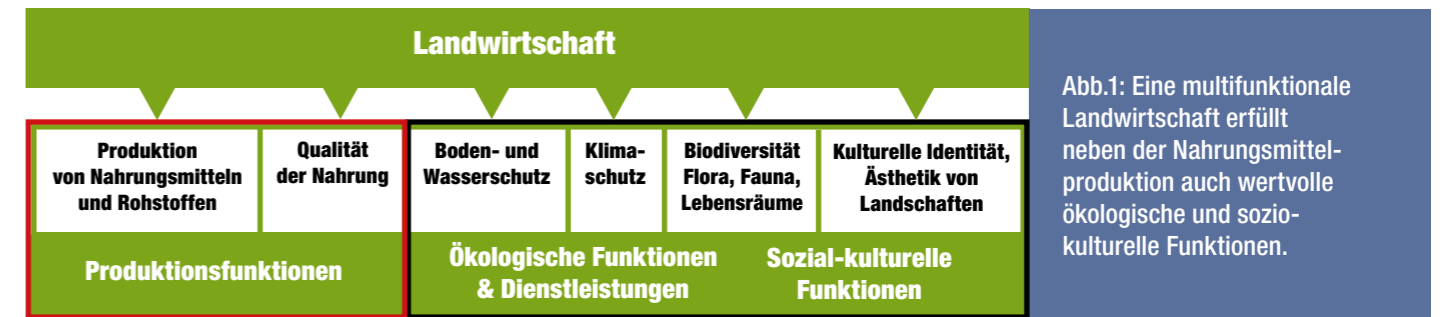 Landwirtschaft
Produktion
von Nahrungsmitteln
und Rohstoffen
Qualität
der Nahrung
Boden- und
Wasserschutz
Klima-
schutz
Biodiversität
Flora, Fauna,
Lebensräume
Kulturelle Identität,
Ästhetik von
Landschaften
Produktionsfunktionen
Ökologische Funktionen
& Dienstleistungen
Sozial-kulturelle
Funktionen
Abb.1: Eine multifunktionale
Landwirtschaft erfüllt
neben der Nahrungsmittel-
produktion auch wertvolle
ökologische und sozio-
kulturelle Funktionen.